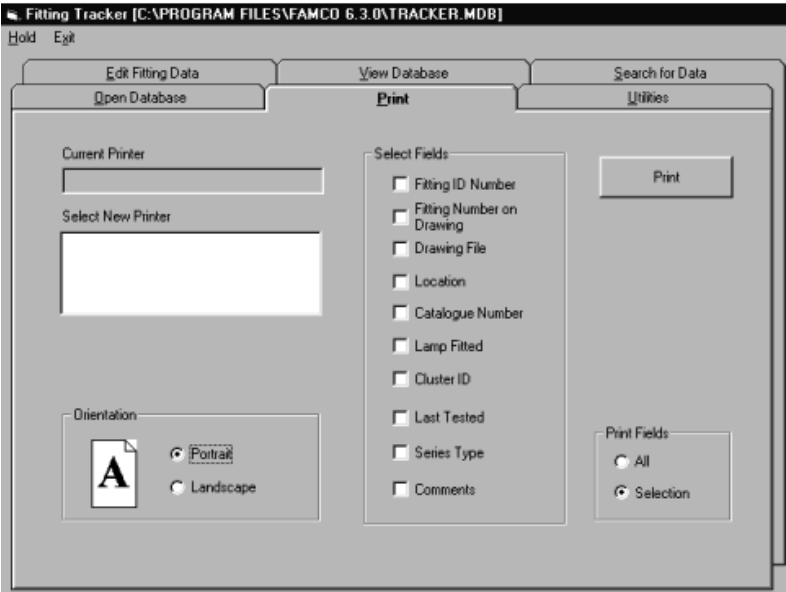 Fitting Tracker [C:\PROGRAM FILES\FAMCO 6.3.0\TRACKER.MDB]
Hold Exit
Edit Fitting Data View Database Search for Data
Open Database Print Utilities
Current Printer
Select New Printer
Orientation
A
Portrait
Landscape
Select Fields
Fitting ID Number
Fitting Number on
Drawing
Drawing File
Location
Catalogue Number
Lamp Fitted
Cluster ID
Last Tested
Series Type
Comments
Print
Print Fields
All
Selection